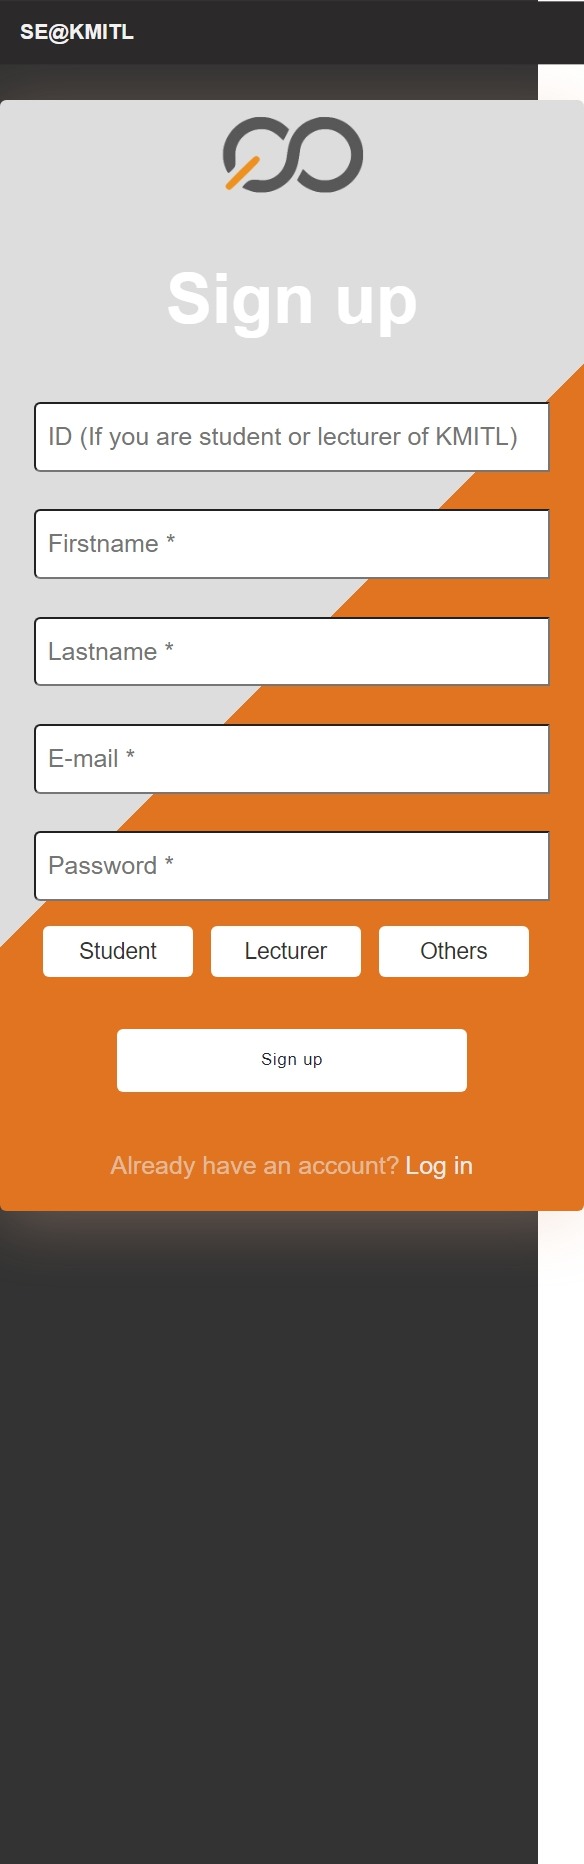 SE@KMITL
Sign up
ID (If you are student or lecturer of KMITL)
Firstname *
Lastname *
E-mail *
Password *
Student Lecturer Others
Sign up
Already have an account? Log in